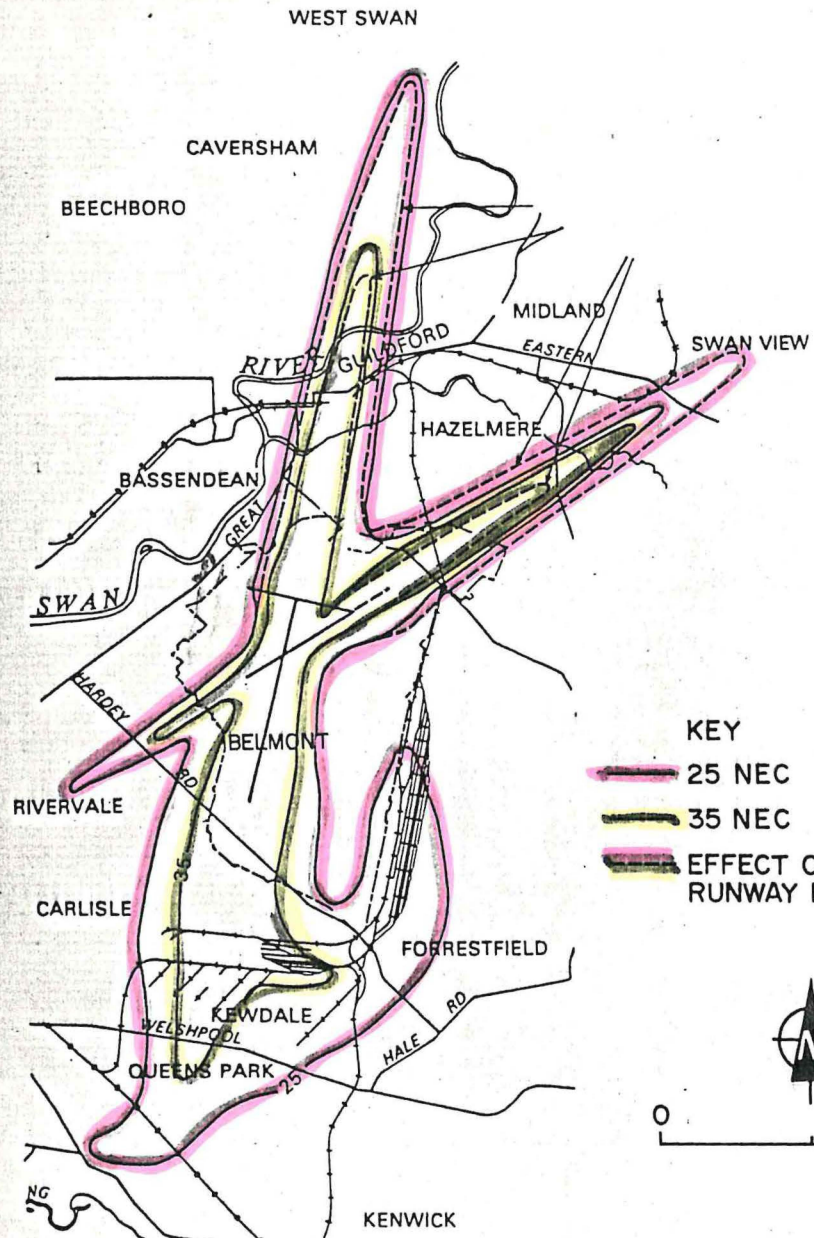 WEST SWAN
CAVERSHAM
BEECHBORO
MIDLAND
EASTERN
SWAN VIEW
RIVER
GUILDFORD
HAZELMERE
BASSENDEAN
GREAT
SWAN
HARDEY
RD
BELMONT
RIVERVALE
KEY
25 NEC
35 NEC
EFFECT O
RUNWAY
35
CARLISLE
FORRESTFIELD
KEWDALE
WELSHPOOL
HALE RD
QUEENS PARK
25
N
0
NG
KENWICK